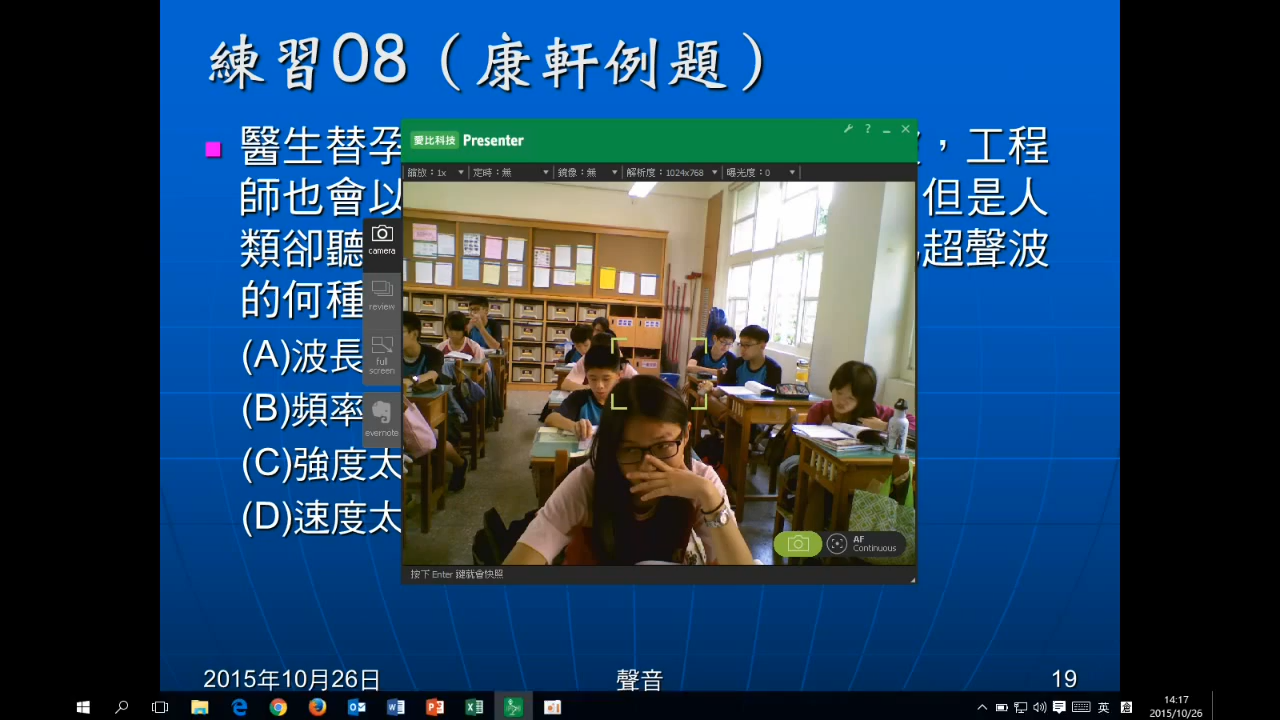 練習08（康軒例題）
醫生替孕
，工程
師也會以
但是人
類卻聽
超聲波
的何種
(A)波長
(B)頻率
(C)強度太
(D)速度太
愛比科技 Presenter
縮放：1x 定時：無 鏡像：無 解析度：1024x768 曝光度：0
camera
review
full
screen
evernote
AF
Continuous
按下 Enter 鍵就會快照
2015年10月26日 聲音 19
英 倉
14:17
2015/10/26